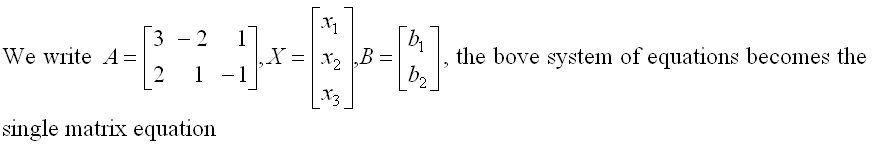 We write A = [3 - 2 1; 2 1 - 1], X = [x₁; x₂; x₃], B = [b₁; b₂], the bove system of equations becomes the
single matrix equation